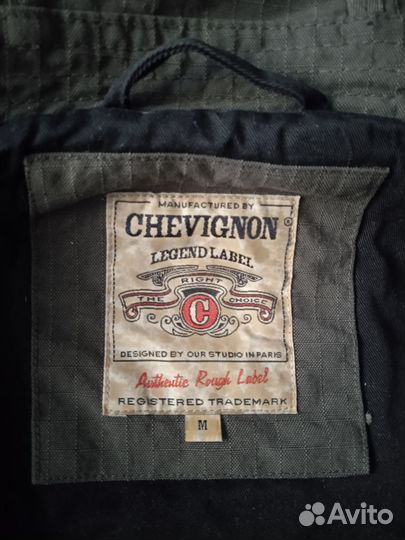 MANUFACTURED BY
CHEVIGNON®
LEGEND LABEL
RIGHT
THE CHOICE
C
DESIGNED BY OUR STUDIO IN PARIS
Authentic Rough Label
REGISTERED TRADEMARK
M
Avito